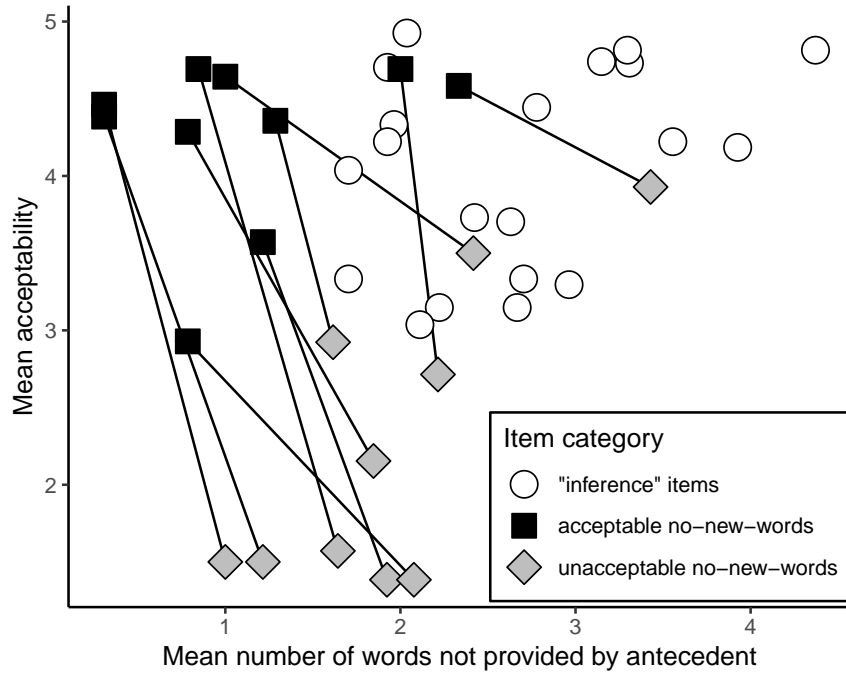 5
4
3
2
1
2
3
4
Mean acceptability
Mean number of words not provided by antecedent
Item category
"inference" items
acceptable no−new−words
unacceptable no−new−words